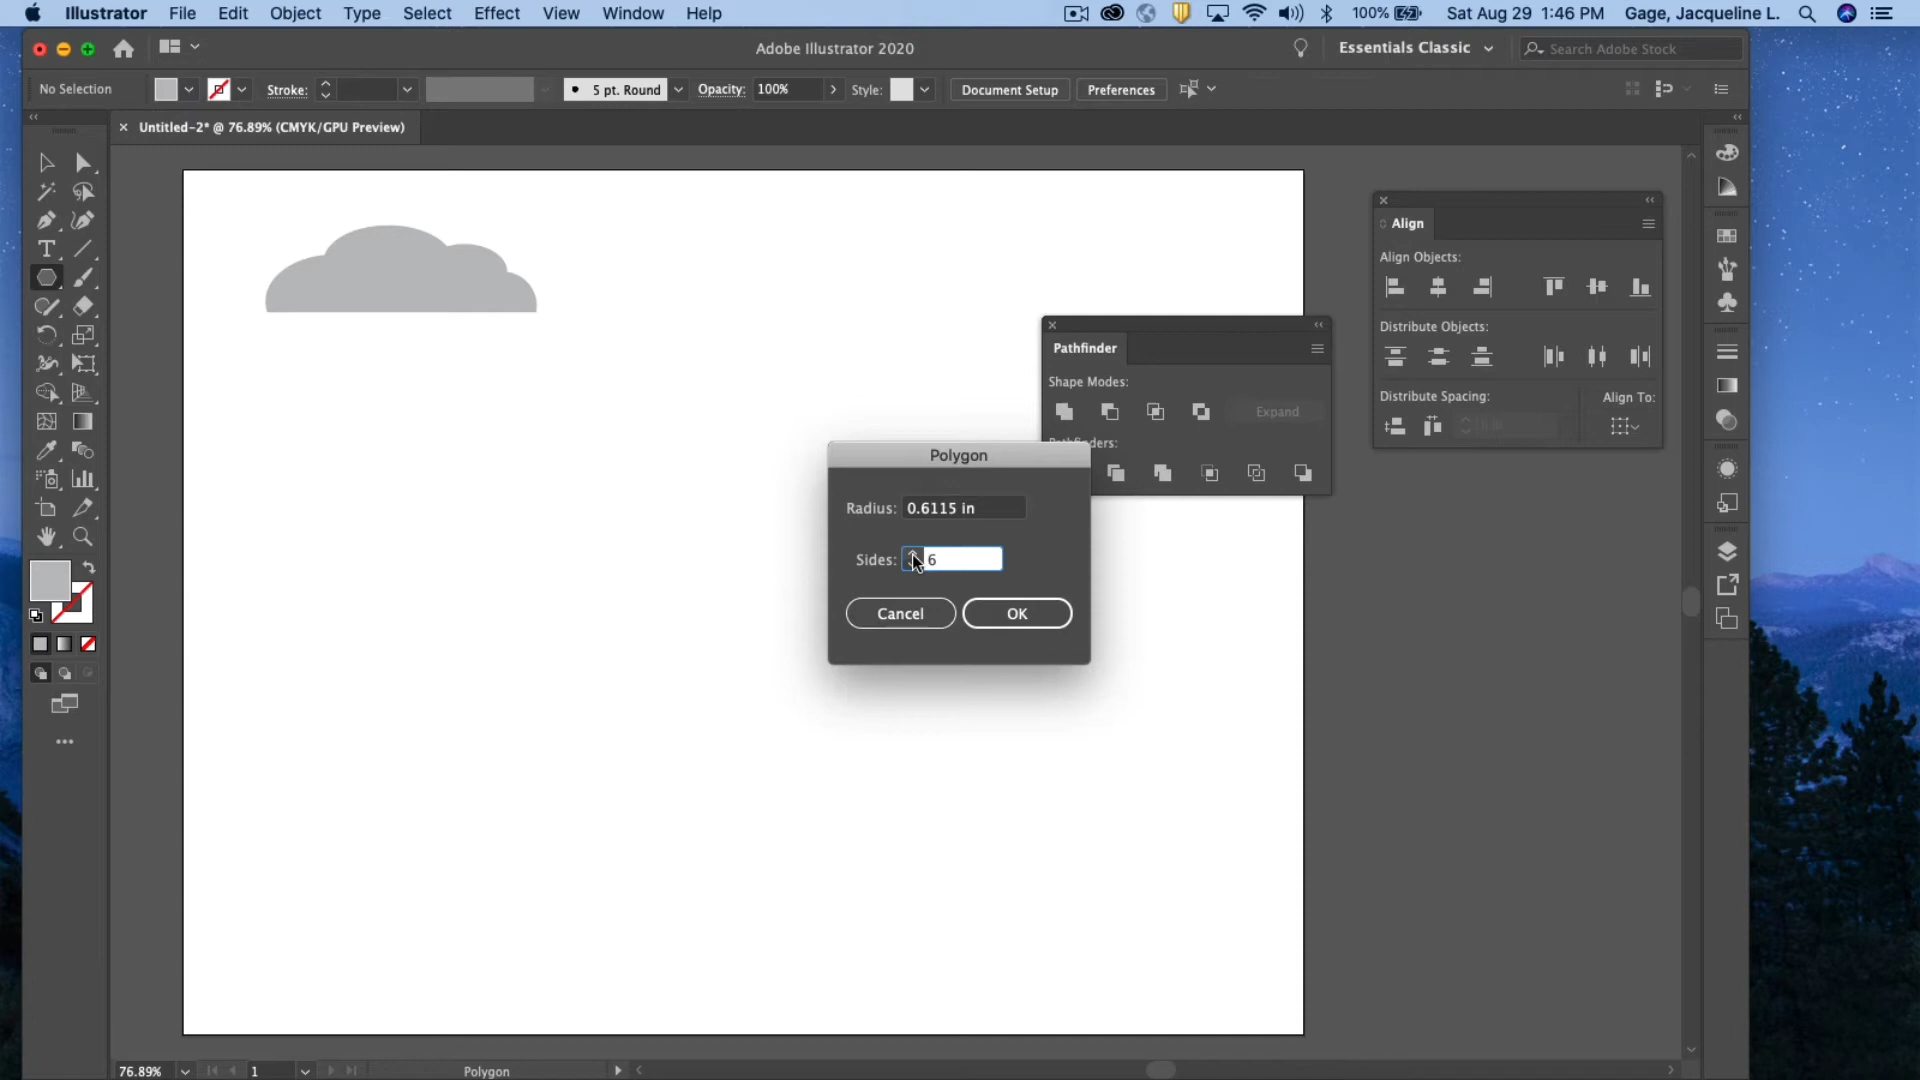 Illustrator File Edit Object Type Select Effect View Window Help 100% Sat Aug 29 1:46 PM Gage, Jacqueline L.
Adobe Illustrator 2020 Essentials Classic Search Adobe Stock
No Selection Stroke: 5 pt. Round Opacity: 100% Style: Document Setup Preferences
Untitled-2* @ 76.89% (CMYK/GPU Preview)
Align
Align Objects:
Distribute Objects:
Distribute Spacing: Align To:
Pathfinder
Shape Modes:
Expand
Polygon
Radius: 0.6115 in
Sides: 6
Cancel OK
76.89% 1 Polygon